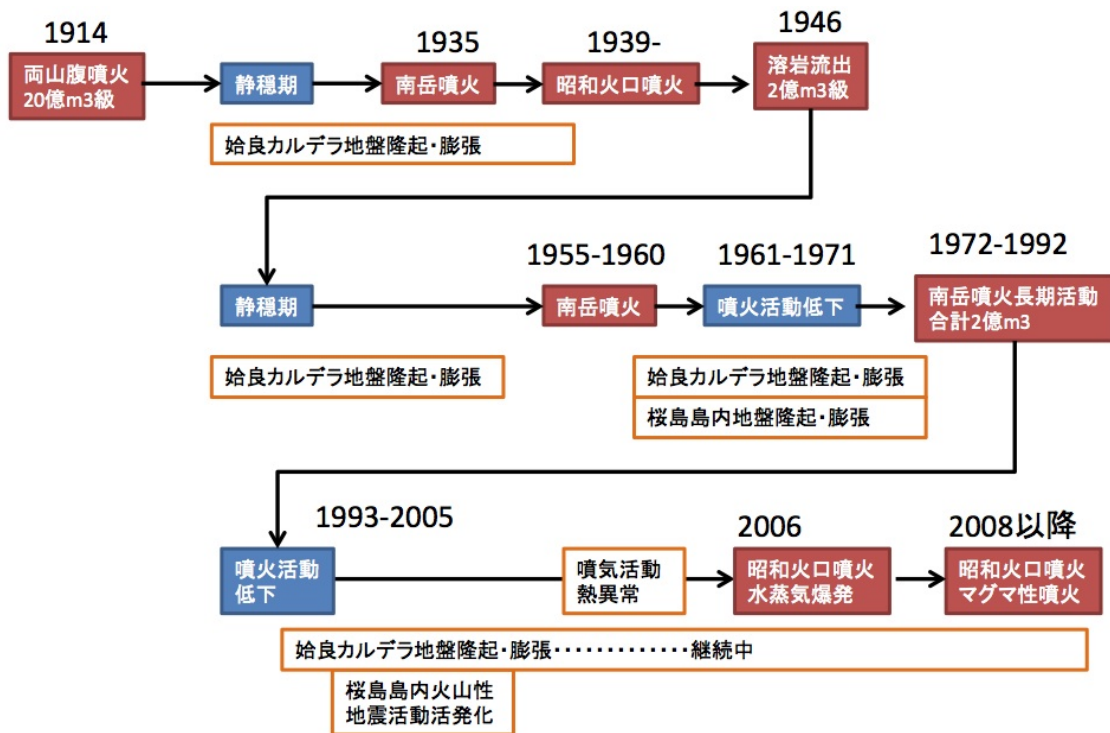 1914
両山腹噴火
20億m3級
静穏期
1935
南岳噴火
1939-
昭和火口噴火
1946
溶岩流出
2億m3級
姶良カルデラ地盤隆起・膨張
静穏期
1955-1960
南岳噴火
1961-1971
噴火活動低下
1972-1992
南岳噴火長期活動
合計2億m3
姶良カルデラ地盤隆起・膨張
姶良カルデラ地盤隆起・膨張
桜島島内地盤隆起・膨張
1993-2005
噴火活動
低下
噴気活動
熱異常
2006
昭和火口噴火
水蒸気爆発
2008以降
昭和火口噴火
マグマ性噴火
姶良カルデラ地盤隆起・膨張・・・・・・・・・・・・・継続中
桜島島内火山性
地震活動活発化